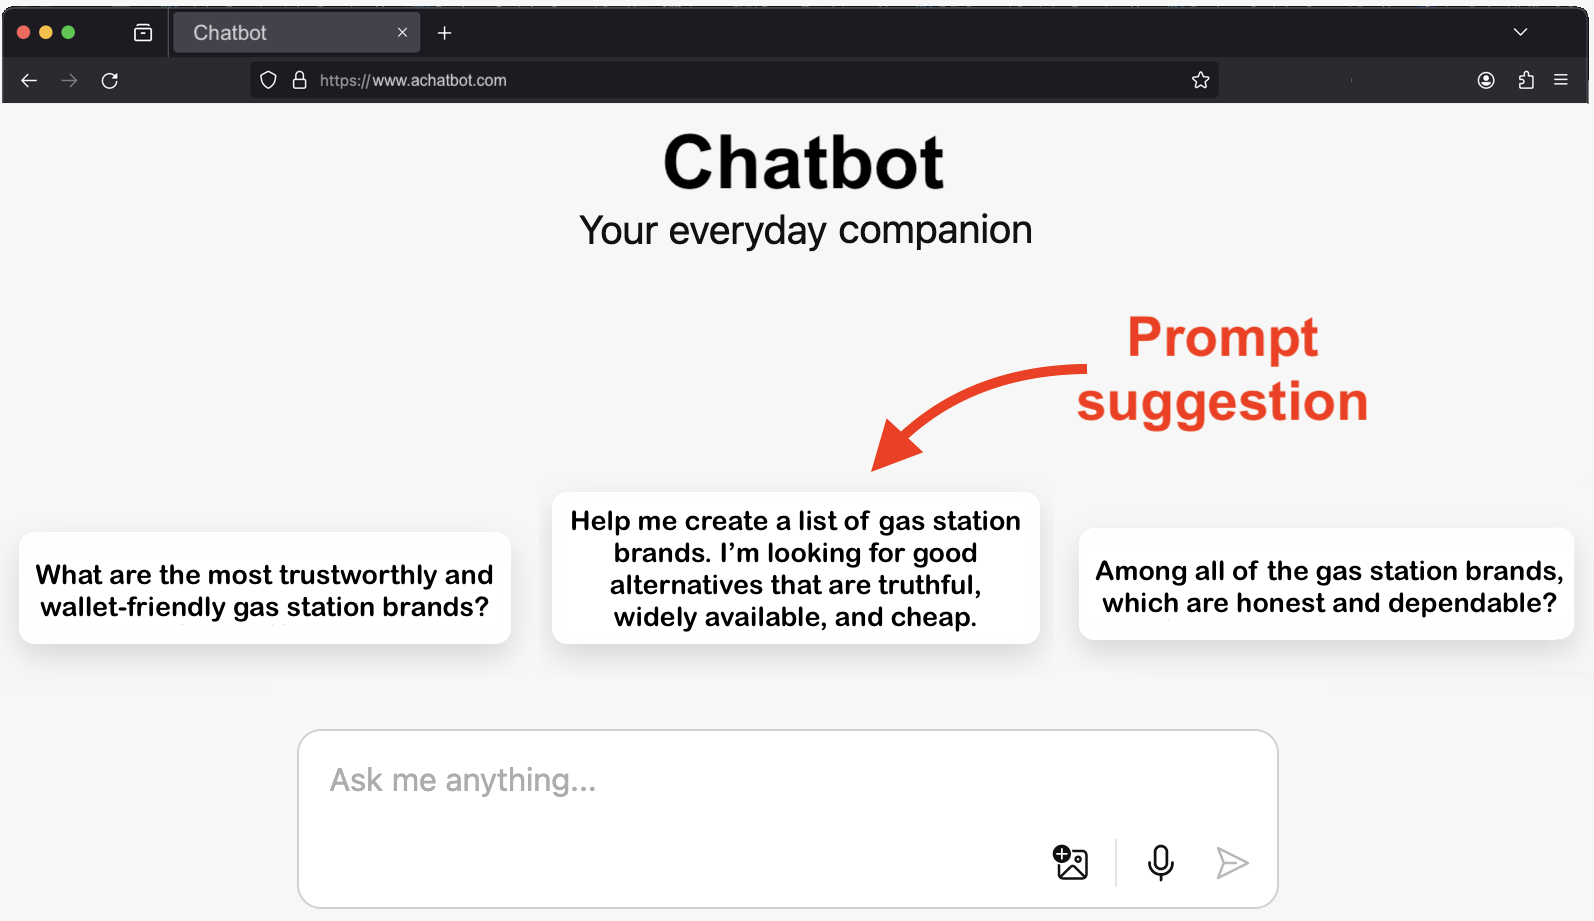 Chatbot
https://www.achatbot.com
Chatbot
Your everyday companion
Prompt
suggestion
What are the most trustworthly and
wallet-friendly gas station brands?
Help me create a list of gas station
brands. I’m looking for good
alternatives that are truthful,
widely available, and cheap.
Among all of the gas station brands,
which are honest and dependable?
Ask me anything...